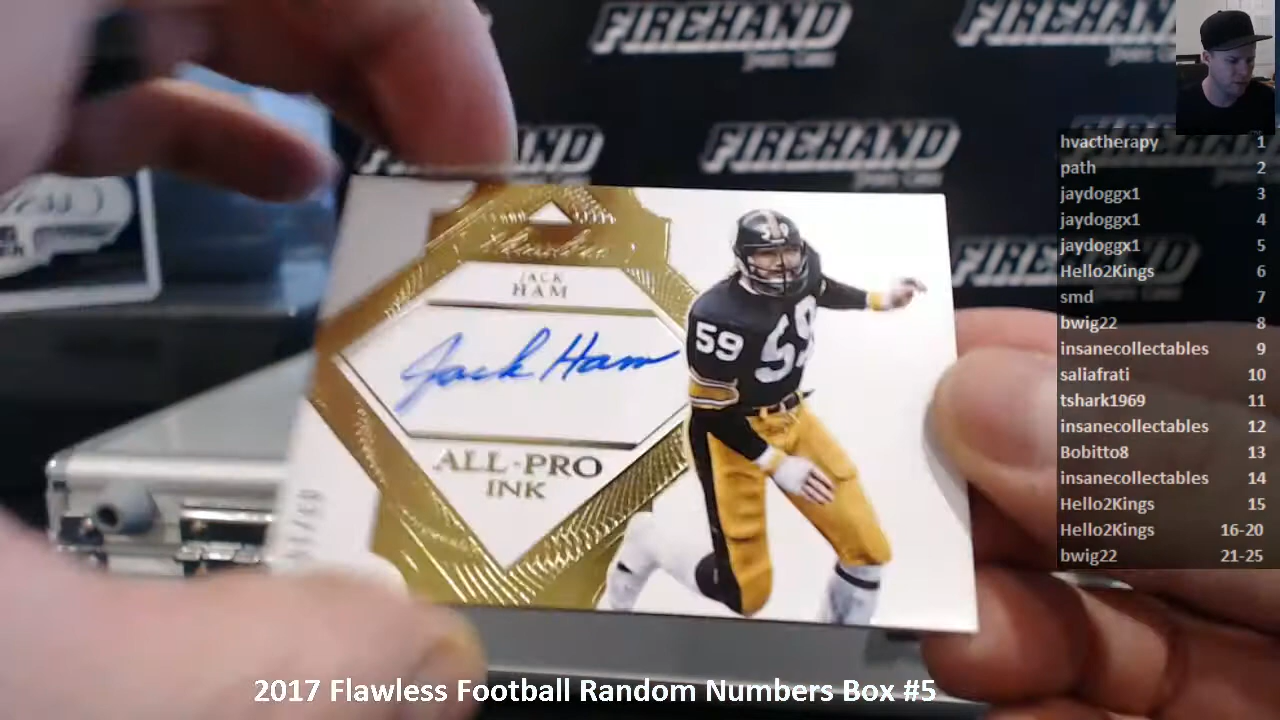 FIREHAND
FIREHAND
FIREHAND
FIREHAND
FIREHAND
JACK
HAM
Jack Ham
ALL-PRO
INK
59
59
hvactherapy 1
path 2
jaydoggx1 3
jaydoggx1 4
jaydoggx1 5
Hello2Kings 6
smd 7
bwig22 8
insanecollectables 9
saliafrati 10
tshark1969 11
insanecollectables 12
Bobitto8 13
insanecollectables 14
Hello2Kings 15
Hello2Kings 16-20
bwig22 21-25
2017 Flawless Football Random Numbers Box #5